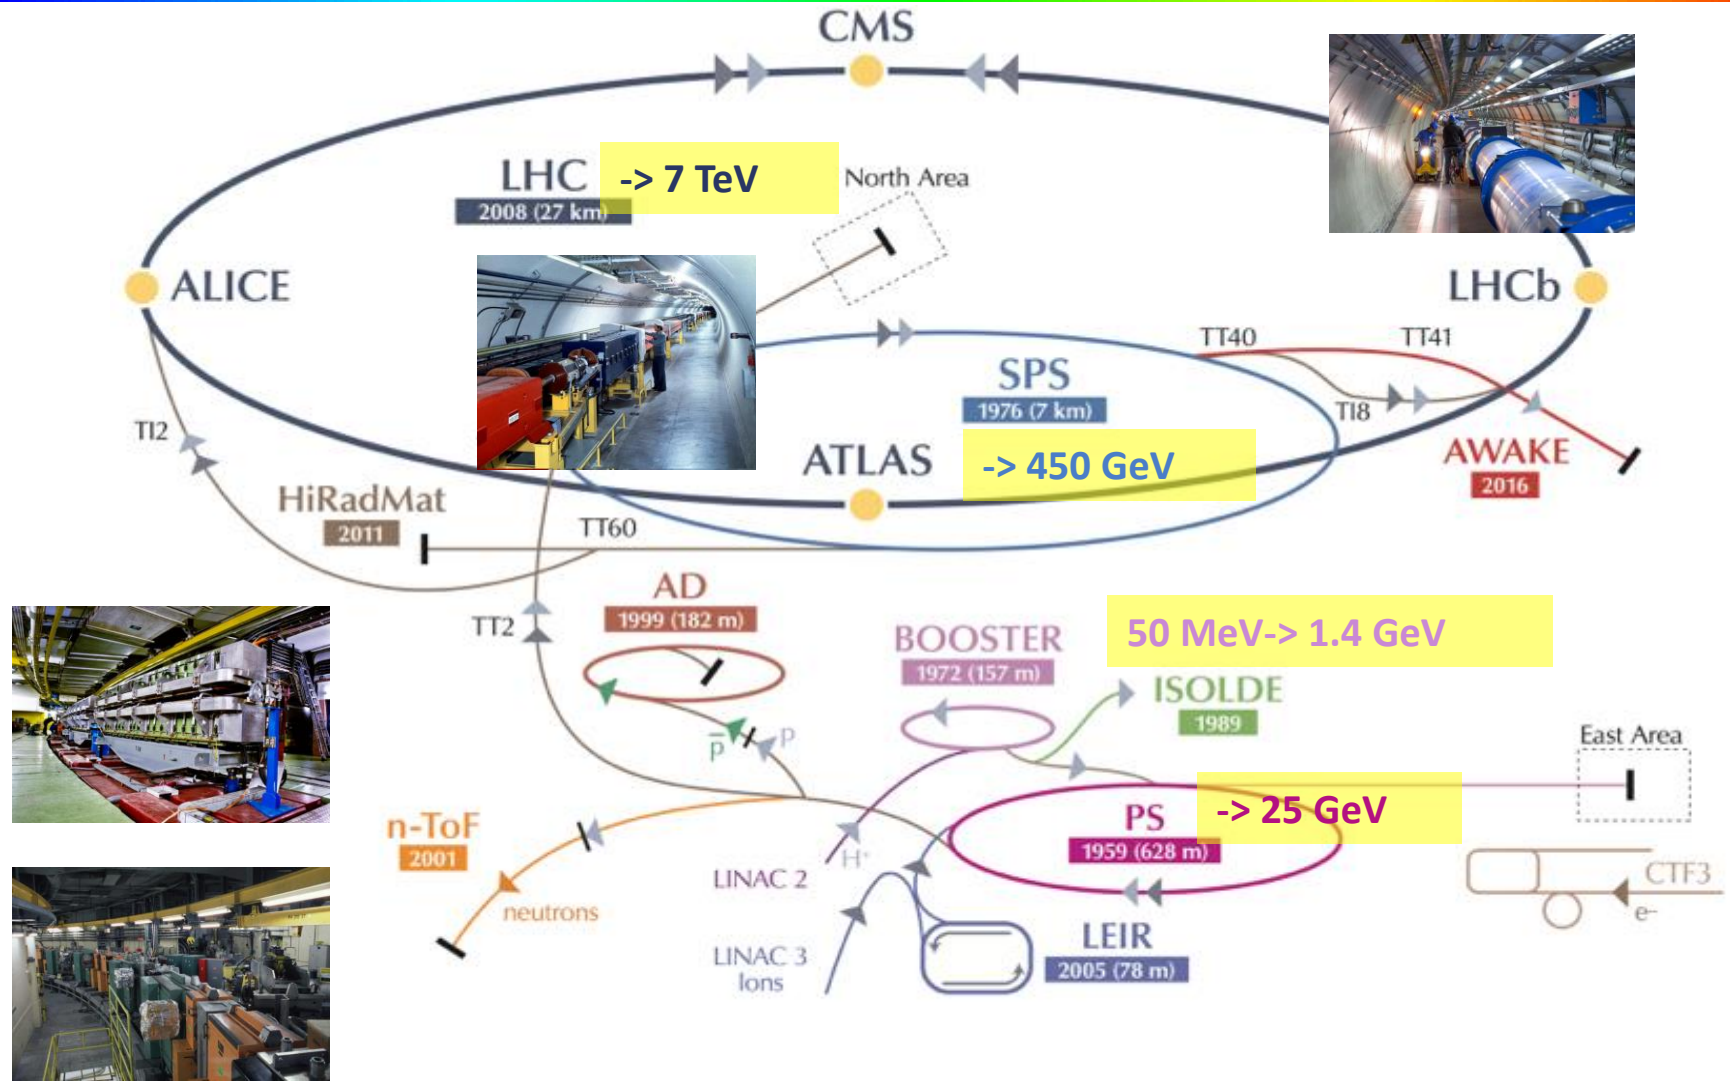 CMS
LHC
-> 7 TeV
2008 (27 km)
North Area
ALICE
LHCb
TT40
TT41
SPS
1976 (7 km)
TI8
TI2
ATLAS
-> 450 GeV
AWAKE
2016
HiRadMat
2011
TT60
AD
1999 (182 m)
TT2
BOOSTER
1972 (157 m)
50 MeV-> 1.4 GeV
ISOLDE
1989
p
p̅
East Area
n-ToF
2001
PS
-> 25 GeV
1959 (628 m)
H+
LINAC 2
neutrons
CTF3
e–
LINAC 3
Ions
LEIR
2005 (78 m)